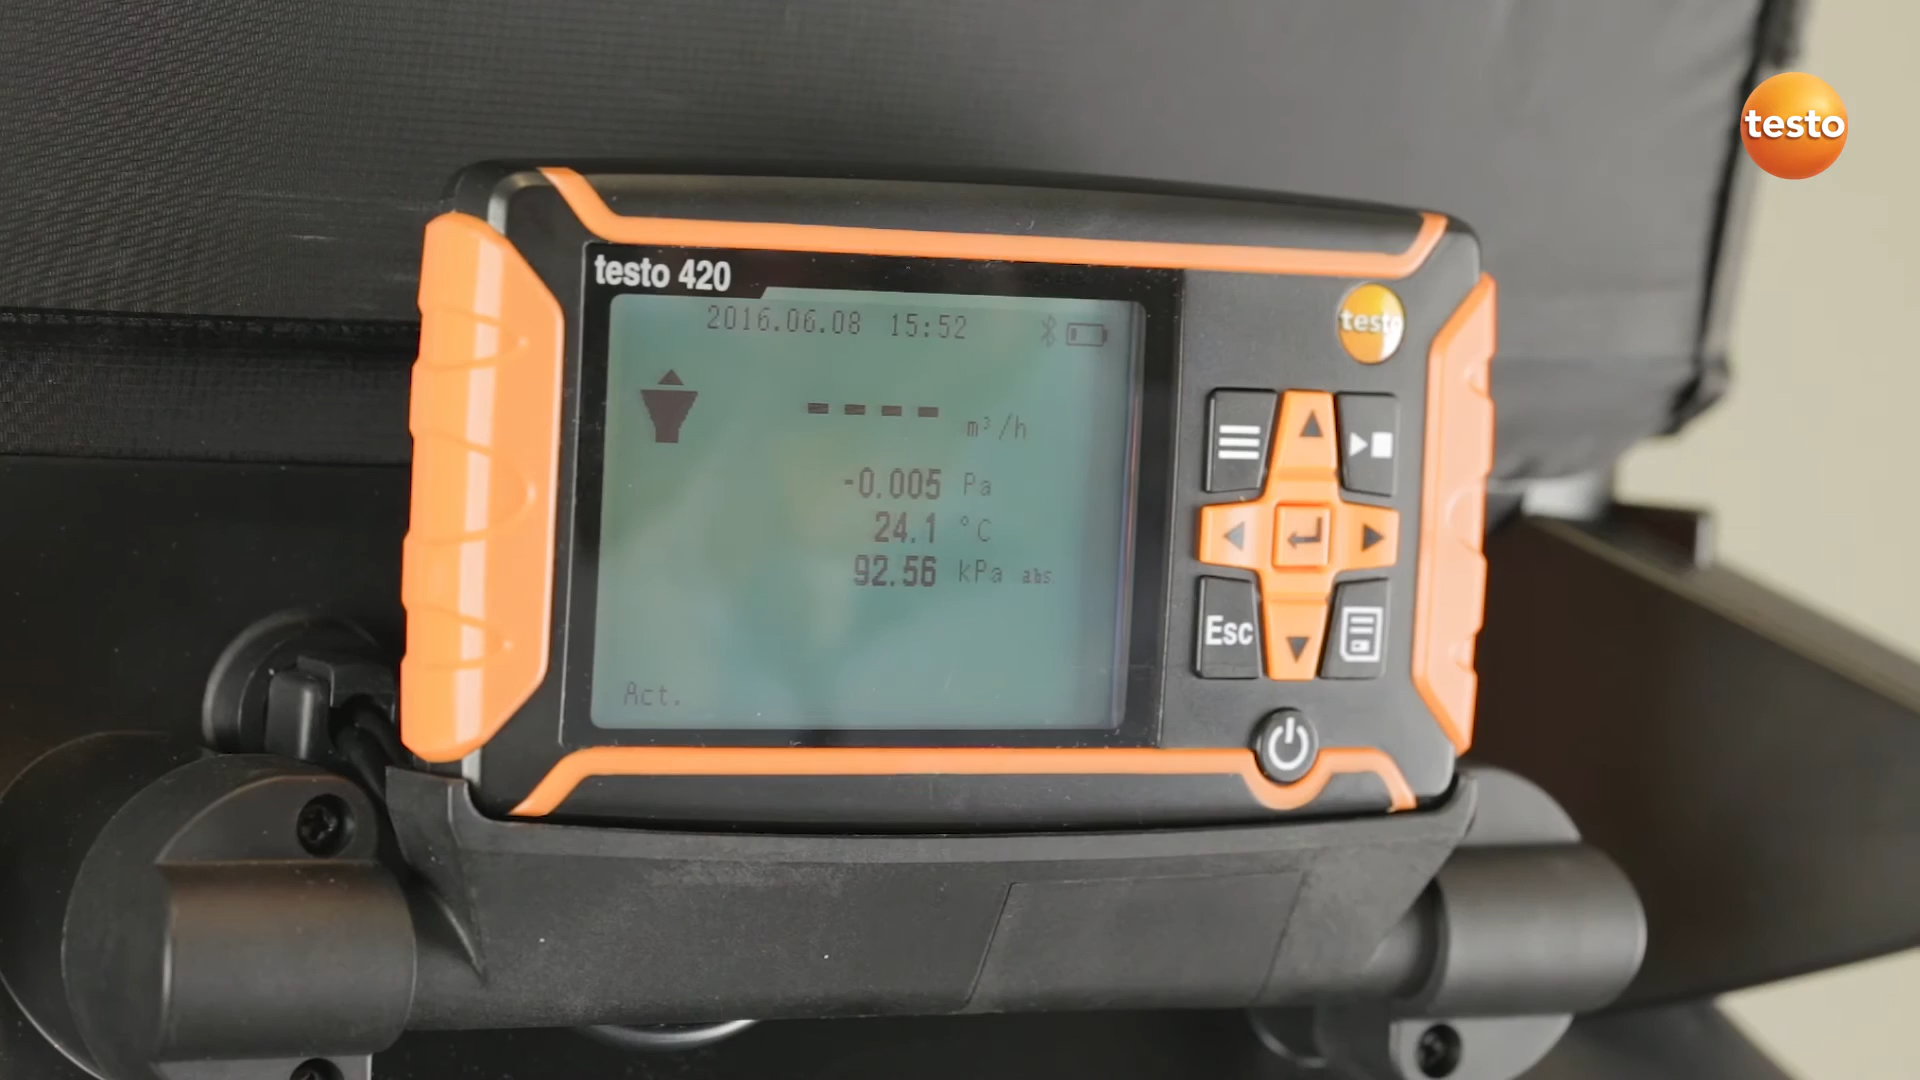 testo
testo 420
2016.06.08 15:52
testo
---- m³/h
-0.005 Pa
24.1 °C
92.56 kPa abs.
Esc
Act.